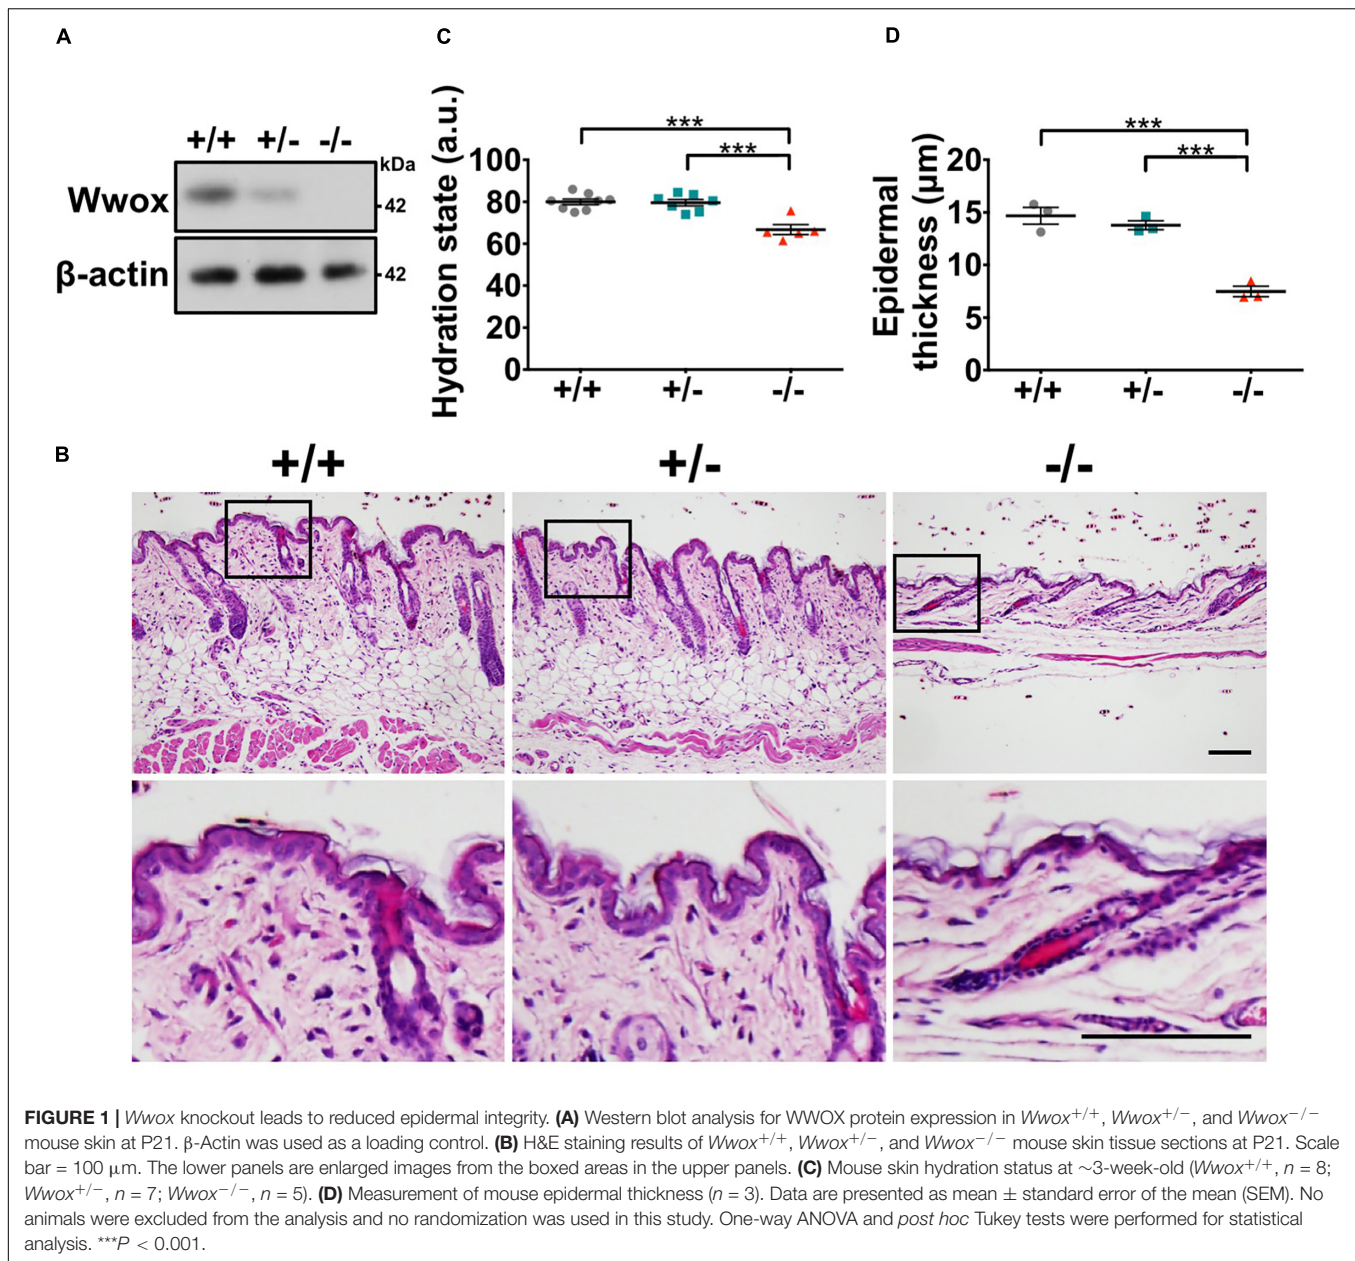 A
+/+ +/- -/-
kDa
Wwox
42
β-actin
42
C
Hydration state (a.u.)
100
80
60
40
20
0
***
***
+/+ +/- -/-
D
Epidermal
thickness (μm)
20
15
10
5
0
***
***
+/+ +/- -/-
B
+/+ +/- -/-
FIGURE 1 | Wwox knockout leads to reduced epidermal integrity. (A) Western blot analysis for WWOX protein expression in Wwox+/+, Wwox+/−, and Wwox−/−
mouse skin at P21. β-Actin was used as a loading control. (B) H&E staining results of Wwox+/+, Wwox+/−, and Wwox−/− mouse skin tissue sections at P21. Scale
bar = 100 μm. The lower panels are enlarged images from the boxed areas in the upper panels. (C) Mouse skin hydration status at ∼3-week-old (Wwox+/+, n = 8;
Wwox+/−, n = 7; Wwox−/−, n = 5). (D) Measurement of mouse epidermal thickness (n = 3). Data are presented as mean ± standard error of the mean (SEM). No
animals were excluded from the analysis and no randomization was used in this study. One-way ANOVA and post hoc Tukey tests were performed for statistical
analysis. ***P < 0.001.